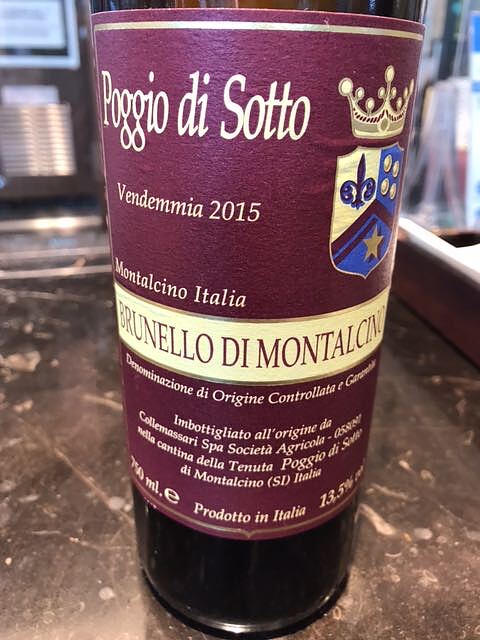 Poggio di Sotto
Vendemmia 2015
Montalcino Italia
BRUNELLO DI MONTALCINO
Denominazione di Origine Controllata e Garantita
Imbottigliato all'origine da
Collemassari Spa Società Agricola - 058091
nella cantina della Tenuta Poggio di Sotto
di Montalcino (SI) Italia
750 ml. e Prodotto in Italia 13,5%